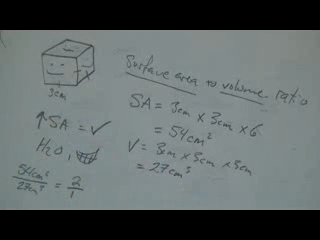 Surface area to volume ratio
3cm
SA = 3cm x 3cm x 6
= 54cm²
V = 3cm x 3cm x 3cm
= 27cm³
↑SA = ✓
H₂O,
54cm²/27cm³ = 2/1